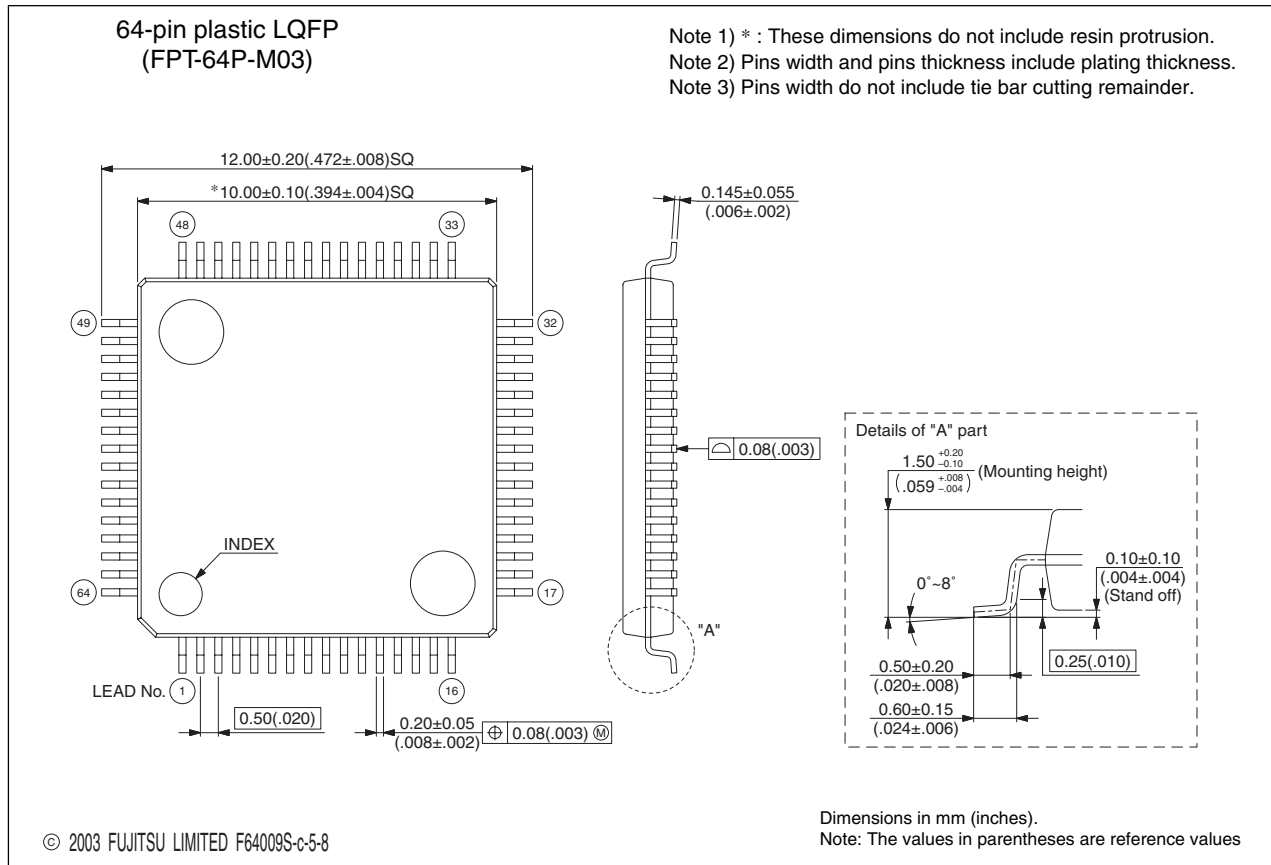 64-pin plastic LQFP
(FPT-64P-M03)
Note 1) * : These dimensions do not include resin protrusion.
Note 2) Pins width and pins thickness include plating thickness.
Note 3) Pins width do not include tie bar cutting remainder.
12.00±0.20(.472±.008)SQ
*10.00±0.10(.394±.004)SQ
0.145±0.055
(.006±.002)
48
33
49
32
0.08(.003)
Details of "A" part
1.50 +0.20 –0.10 (Mounting height)
(.059 +.008 –.004)
INDEX
0.10±0.10
(.004±.004)
(Stand off)
0˚~8˚
64
17
"A"
0.25(.010)
0.50±0.20
(.020±.008)
LEAD No. 1
16
0.60±0.15
(.024±.006)
0.50(.020)
0.20±0.05
(.008±.002)
⌖ 0.08(.003) Ⓜ
© 2003 FUJITSU LIMITED F64009S-c-5-8
Dimensions in mm (inches).
Note: The values in parentheses are reference values